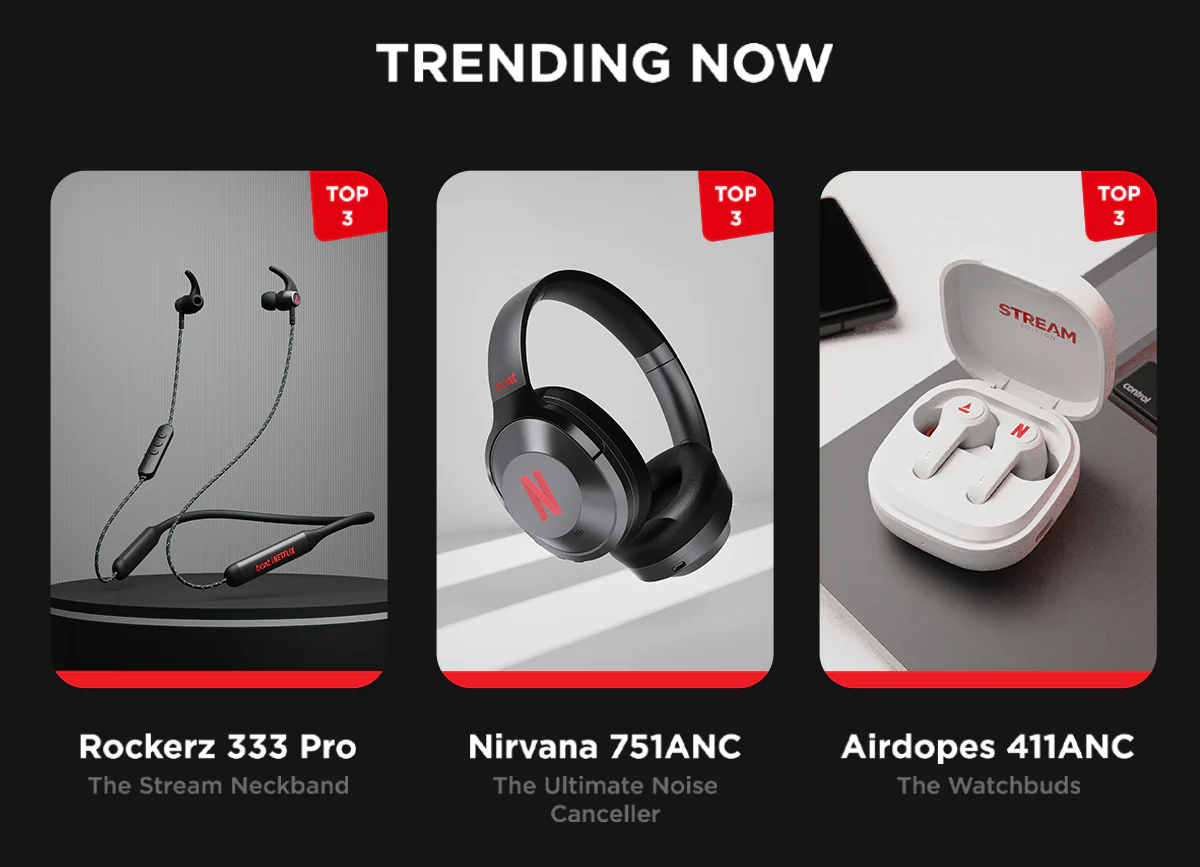 TRENDING NOW
TOP
3
TOP
3
TOP
3
boAt | NETFLIX
boAt
N
STREAM
EDITION
N
control
Rockerz 333 Pro
The Stream Neckband
Nirvana 751ANC
The Ultimate Noise
Canceller
Airdopes 411ANC
The Watchbuds